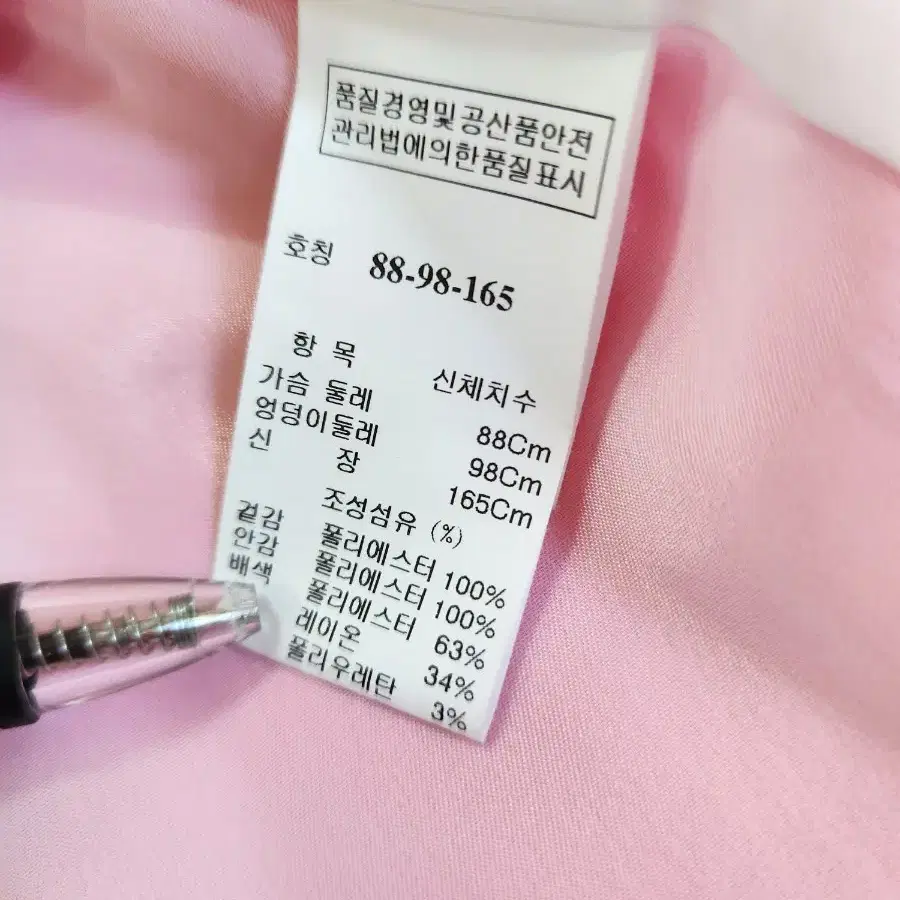 품질경영및공산품안전
관리법에의한품질표시
호칭 88-98-165
항 목 신체치수
가슴 둘레 88Cm
엉덩이둘레 98Cm
신 장 165Cm
조성섬유 (%)
겉감 폴리에스터 100%
안감 폴리에스터 100%
배색 폴리에스터 63%
레이온 34%
폴리우레탄 3%